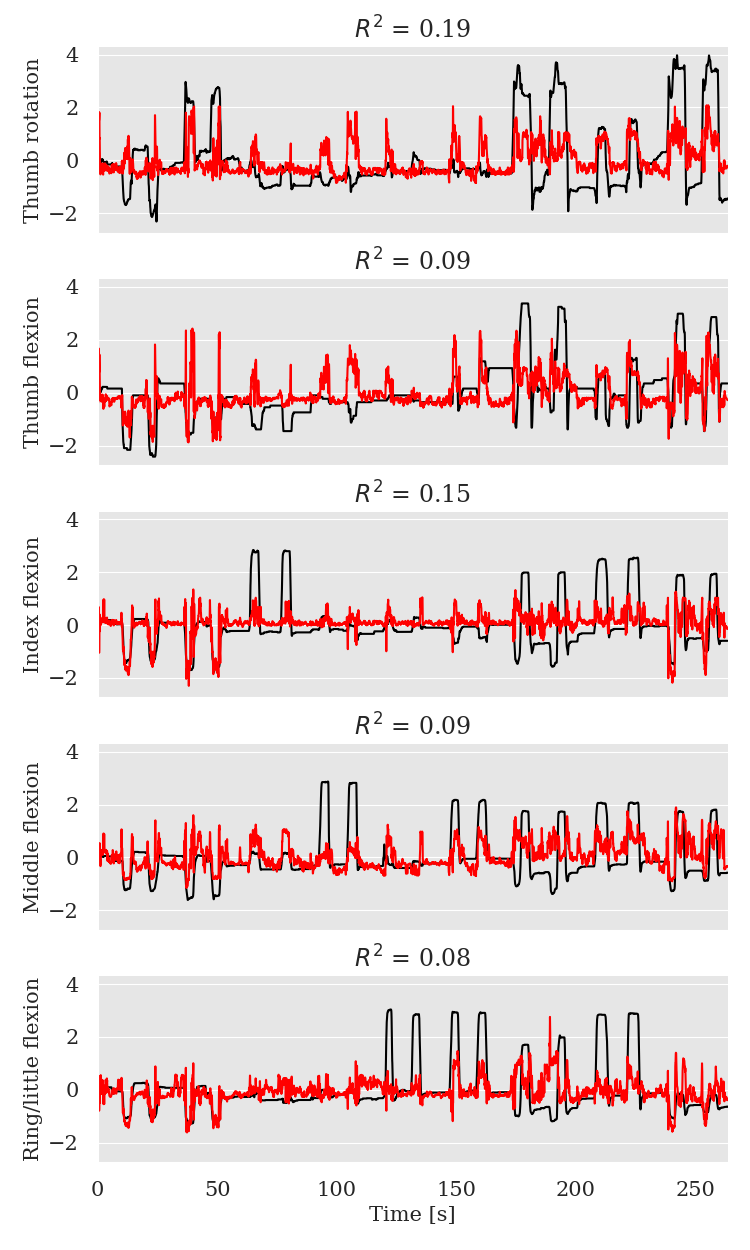 R² = 0.19
4
2
0
−2
Thumb rotation
R² = 0.09
4
2
0
−2
Thumb flexion
R² = 0.15
4
2
0
−2
Index flexion
R² = 0.09
4
2
0
−2
Middle flexion
R² = 0.08
4
2
0
−2
Ring/little flexion
0 50 100 150 200 250
Time [s]